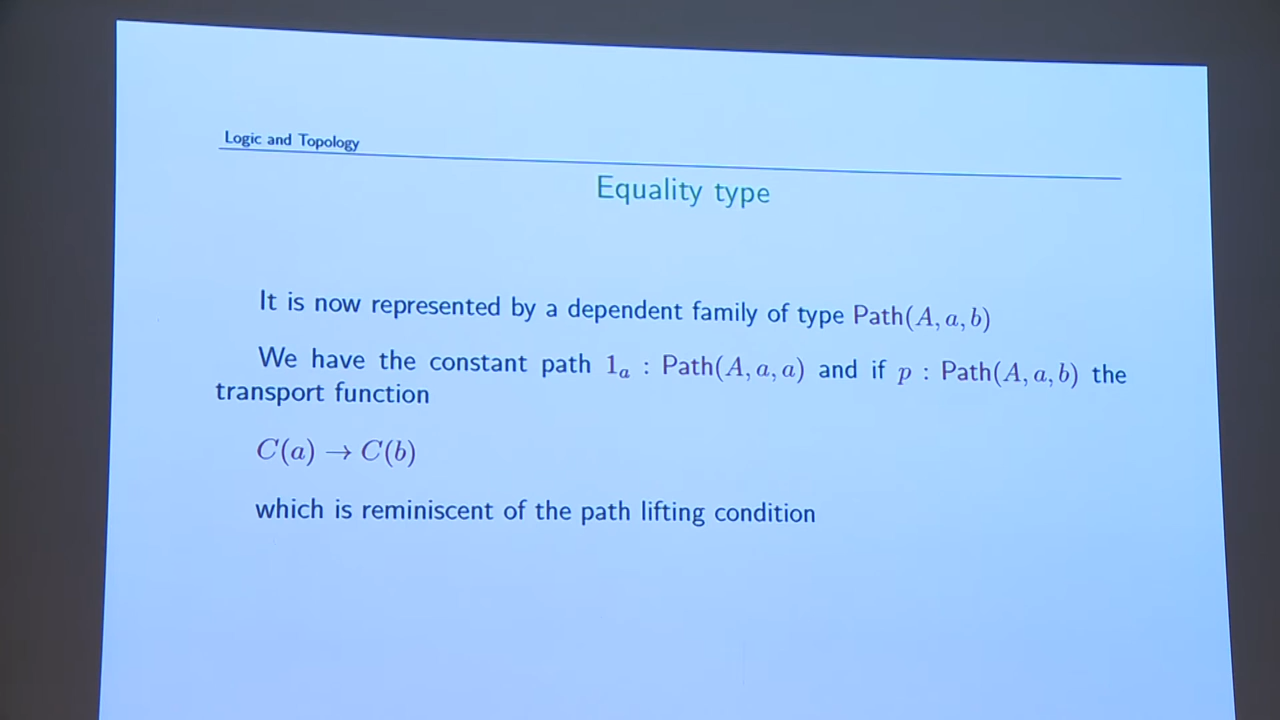 Logic and Topology
Equality type
It is now represented by a dependent family of type Path(A, a, b)
We have the constant path 1ₐ : Path(A, a, a) and if p : Path(A, a, b) the
transport function
C(a) → C(b)
which is reminiscent of the path lifting condition